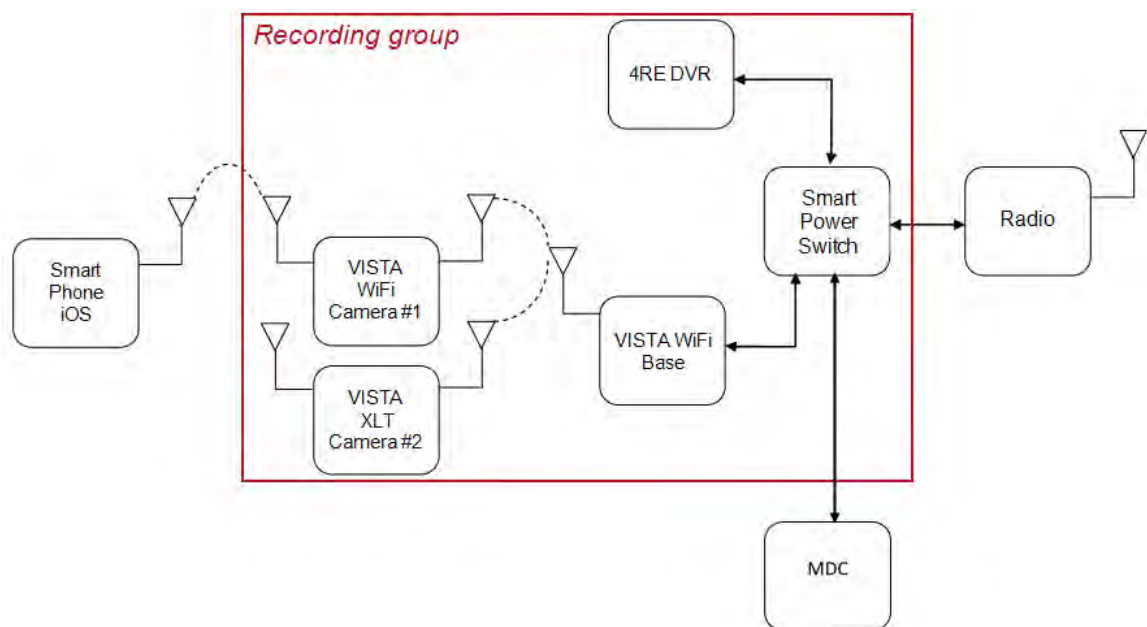 Recording group
4RE DVR
Smart
Power
Switch
Radio
Smart
Phone
iOS
VISTA
WiFi
Camera #1
VISTA WiFi
Base
VISTA
XLT
Camera #2
MDC